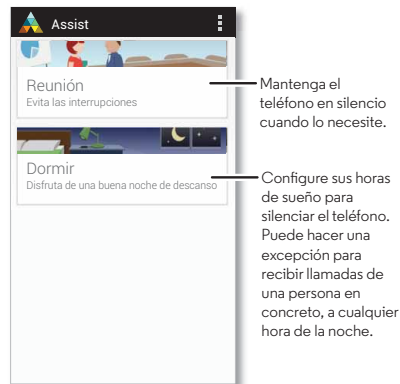 Assist
Reunión
Evita las interrupciones
Mantenga el
teléfono en silencio
cuando lo necesite.
Dormir
Disfruta de una buena noche de descanso
Configure sus horas
de sueño para
silenciar el teléfono.
Puede hacer una
excepción para
recibir llamadas de
una persona en
concreto, a cualquier
hora de la noche.